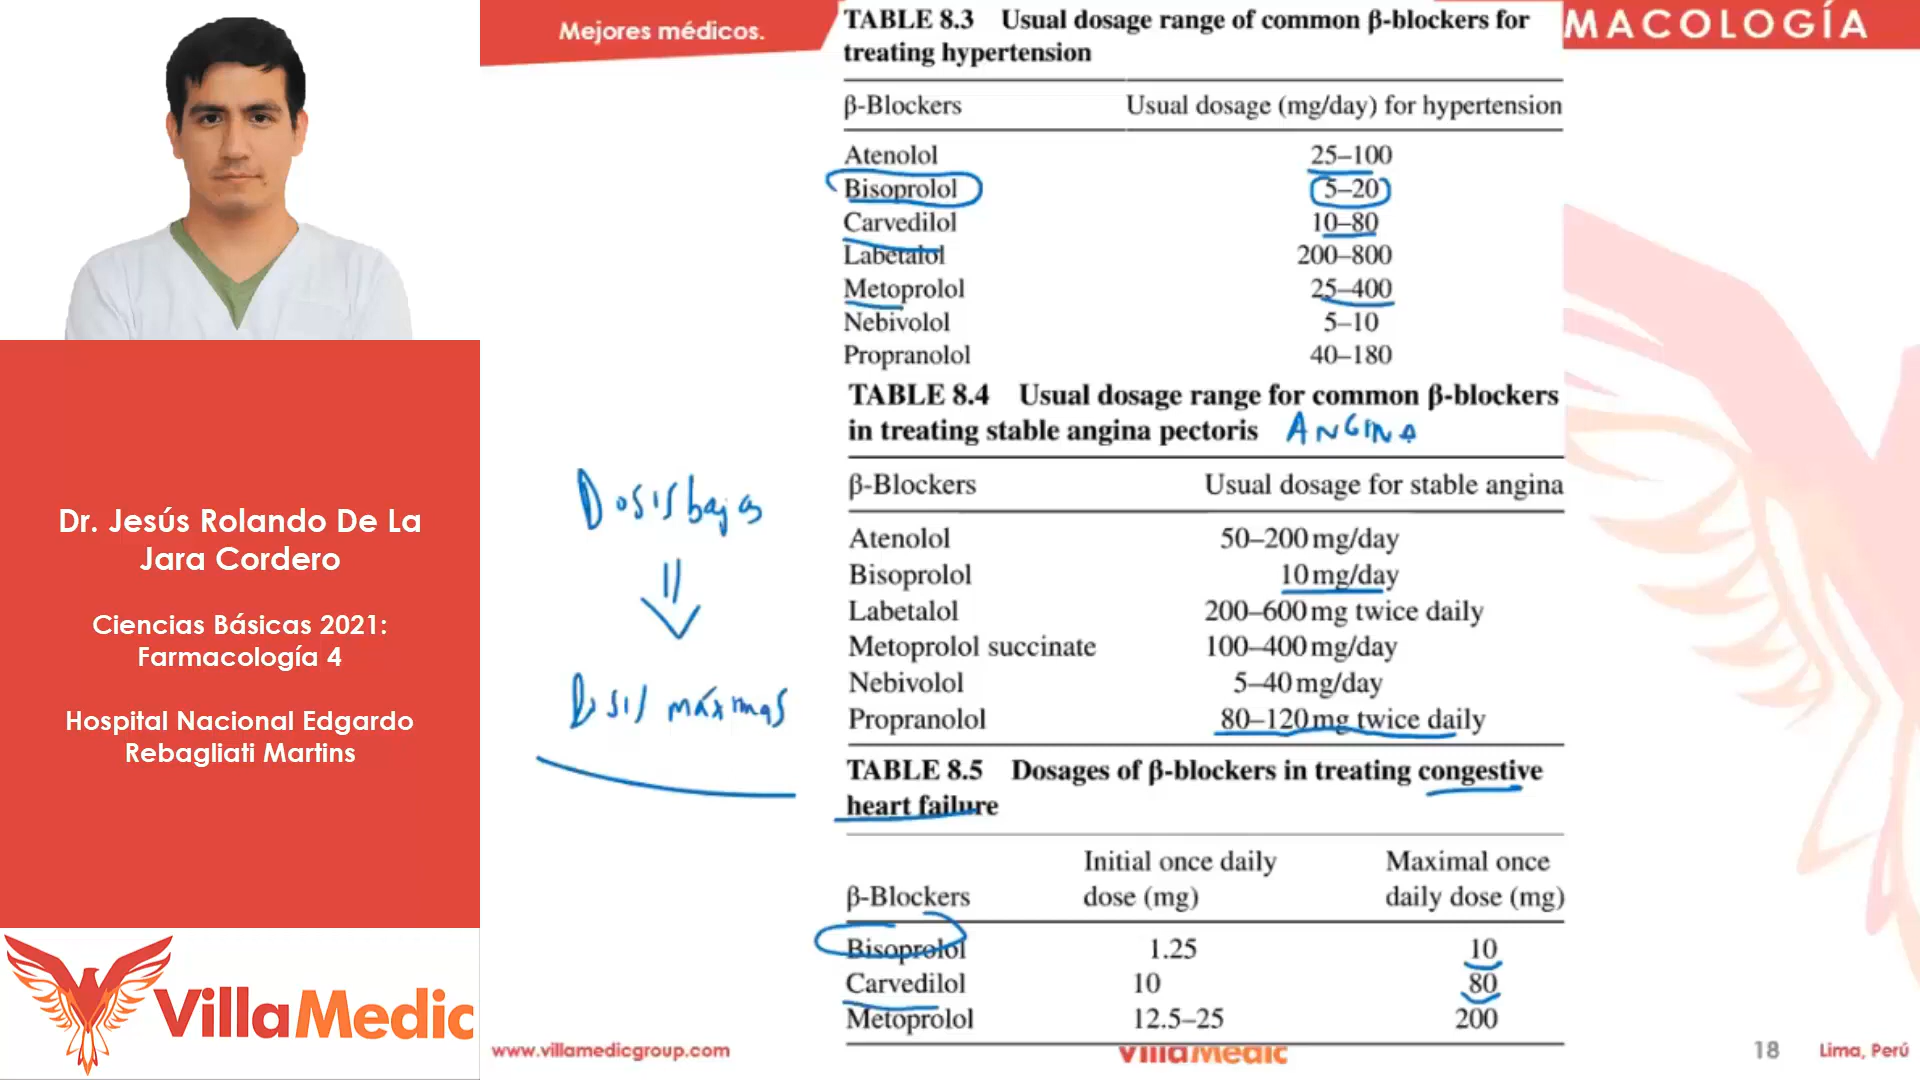 Mejores médicos.
MACOLOGÍA
TABLE 8.3 Usual dosage range of common β-blockers for
treating hypertension
β-Blockers Usual dosage (mg/day) for hypertension
Atenolol 25–100
Bisoprolol 5–20
Carvedilol 10–80
Labetalol 200–800
Metoprolol 25–400
Nebivolol 5–10
Propranolol 40–180
TABLE 8.4 Usual dosage range for common β-blockers
in treating stable angina pectoris ANGINA
β-Blockers Usual dosage for stable angina
Atenolol 50–200 mg/day
Bisoprolol 10 mg/day
Labetalol 200–600 mg twice daily
Metoprolol succinate 100–400 mg/day
Nebivolol 5–40 mg/day
Propranolol 80–120 mg twice daily
TABLE 8.5 Dosages of β-blockers in treating congestive
heart failure
β-Blockers Initial once daily dose (mg) Maximal once daily dose (mg)
Bisoprolol 1.25 10
Carvedilol 10 80
Metoprolol 12.5–25 200
Dosis bajas
Dosis máximas
Dr. Jesús Rolando De La
Jara Cordero
Ciencias Básicas 2021:
Farmacología 4
Hospital Nacional Edgardo
Rebagliati Martins
VillaMedic
www.villamedicgroup.com
VillaMedic
18
Lima, Perú